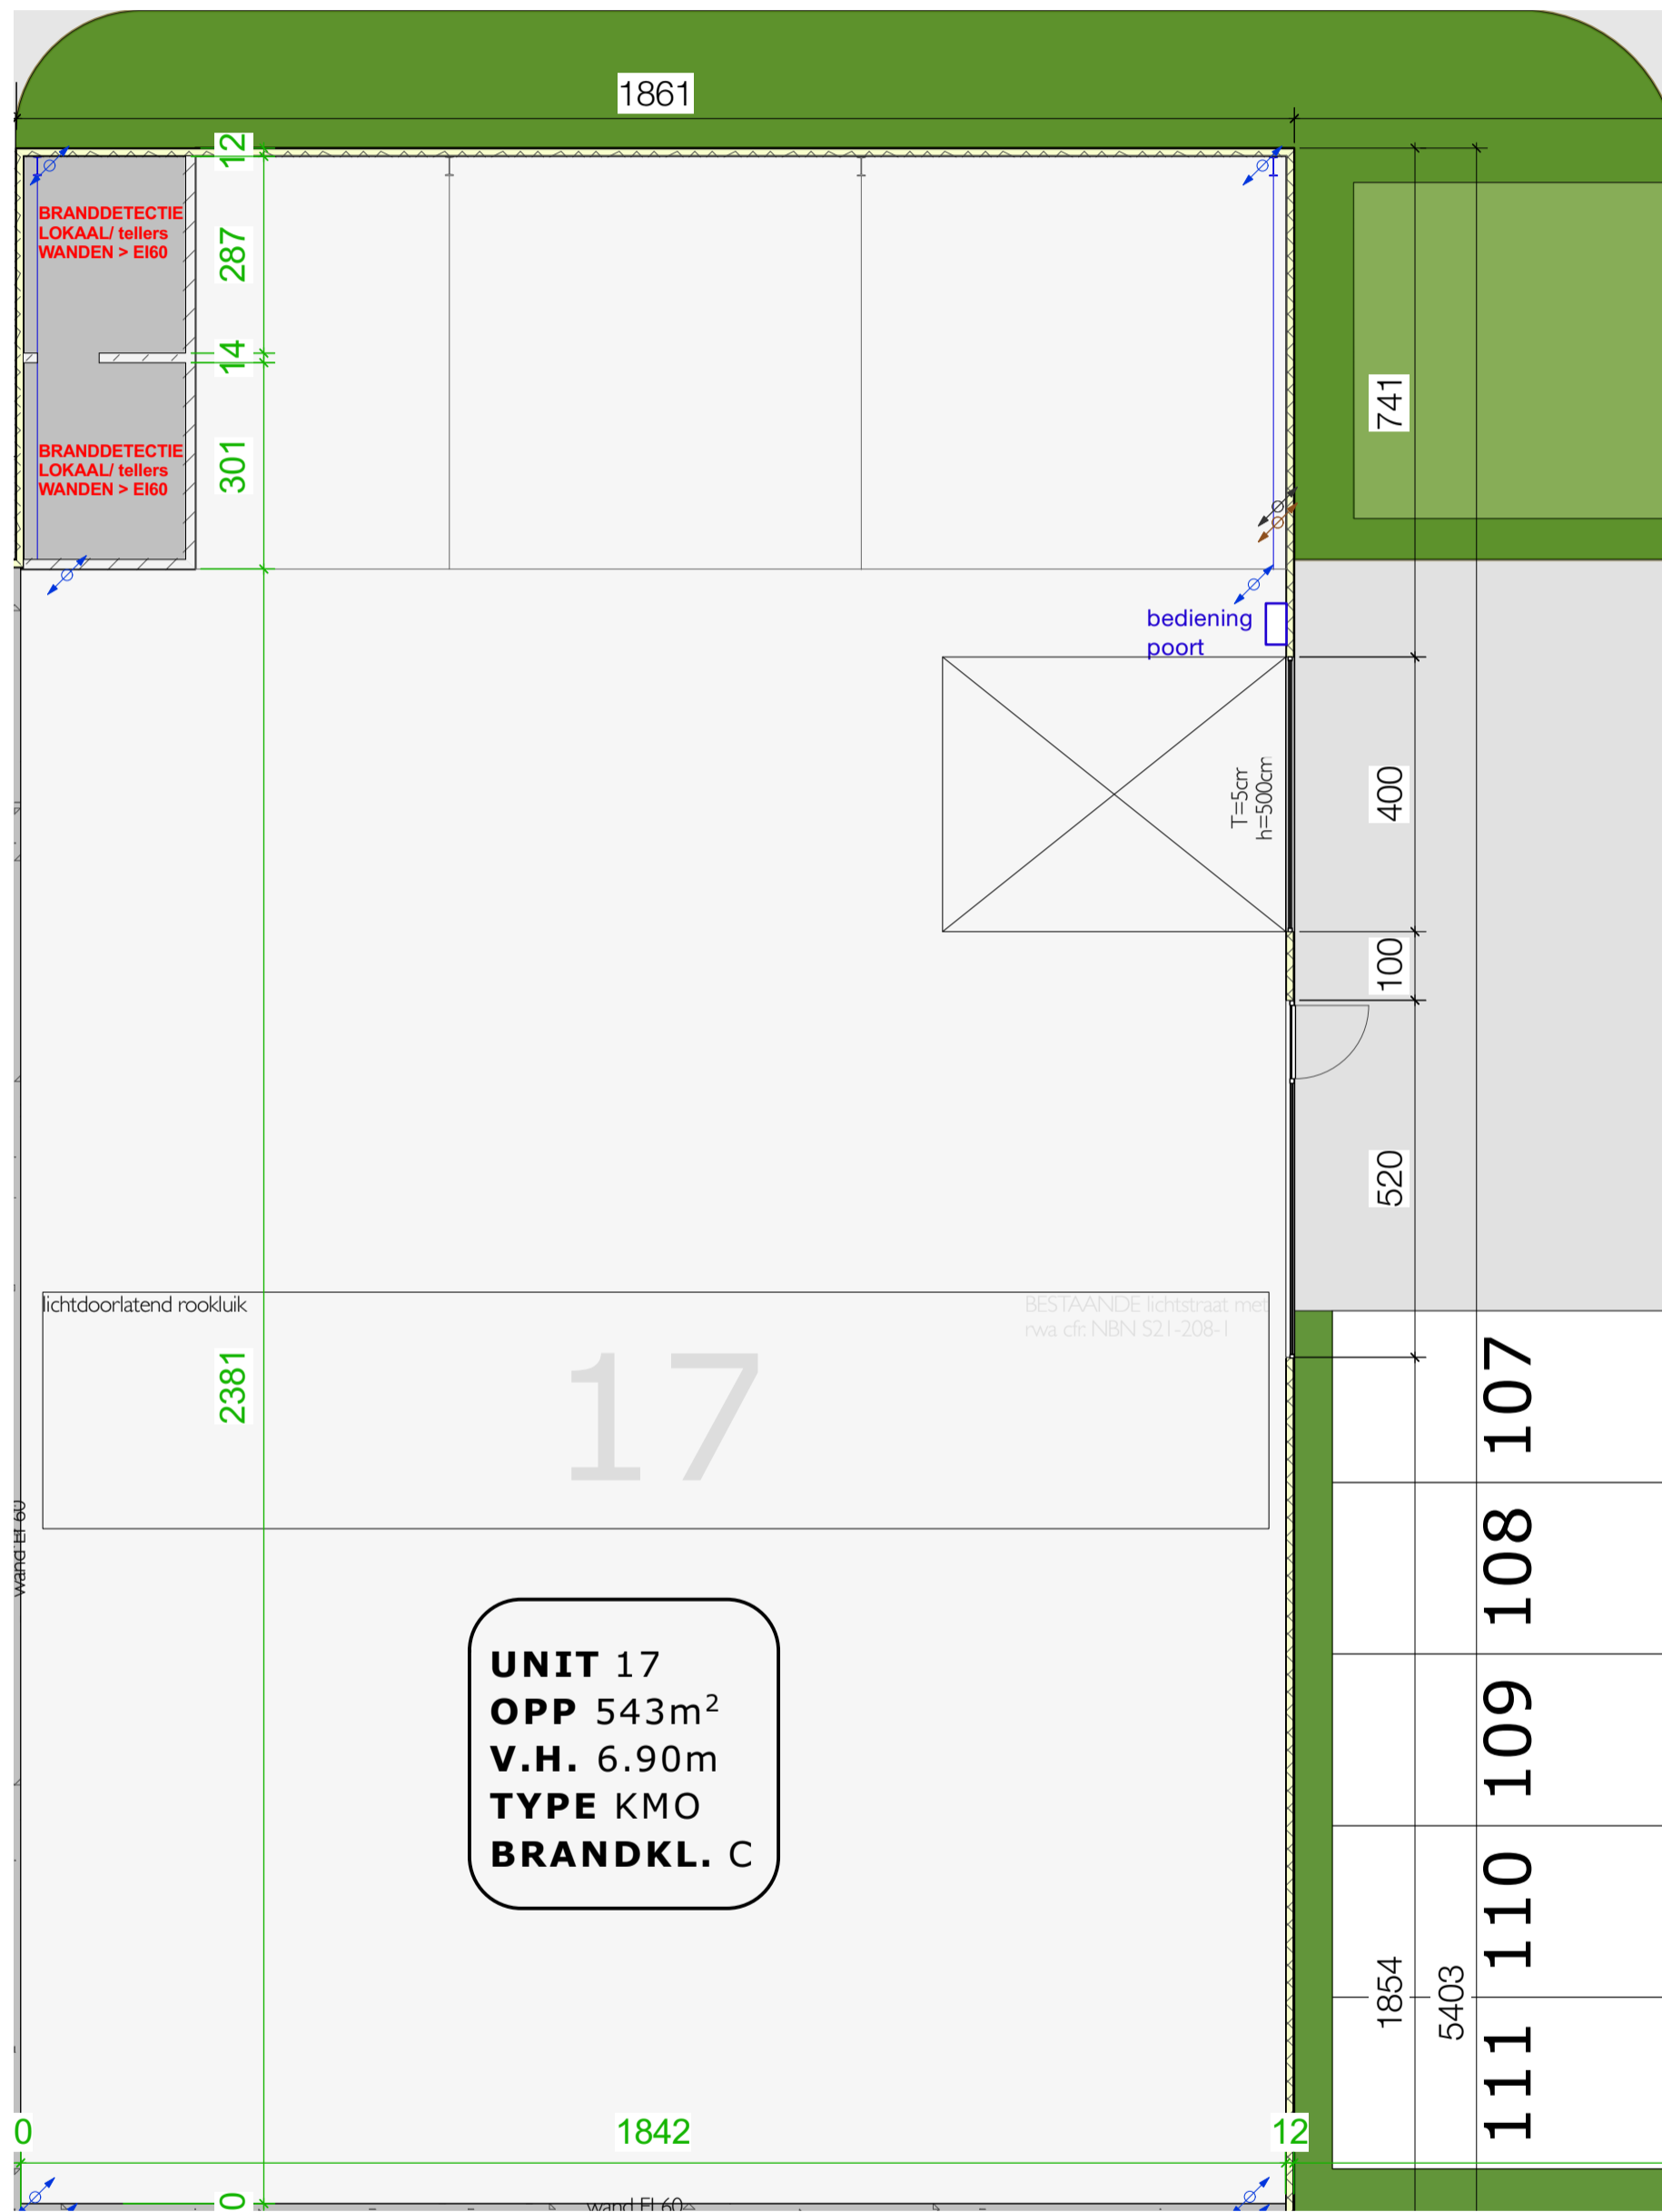 1861
12
BRANDDETECTIE
LOKAAL/ tellers
WANDEN > EI60
287
14
BRANDDETECTIE
LOKAAL/ tellers
WANDEN > EI60
301
741
bediening
poort
T=5cm
h=500cm
400
100
520
lichtdoorlatend rookluik
BESTAANDE lichtstraat met
rwa cfr. NBN S21-208-1
17
2381
107
108
109
110
111
wand EI 60
UNIT 17
OPP 543m²
V.H. 6.90m
TYPE KMO
BRANDKL. C
1854
5403
0
1842
12
0
wand EI 60